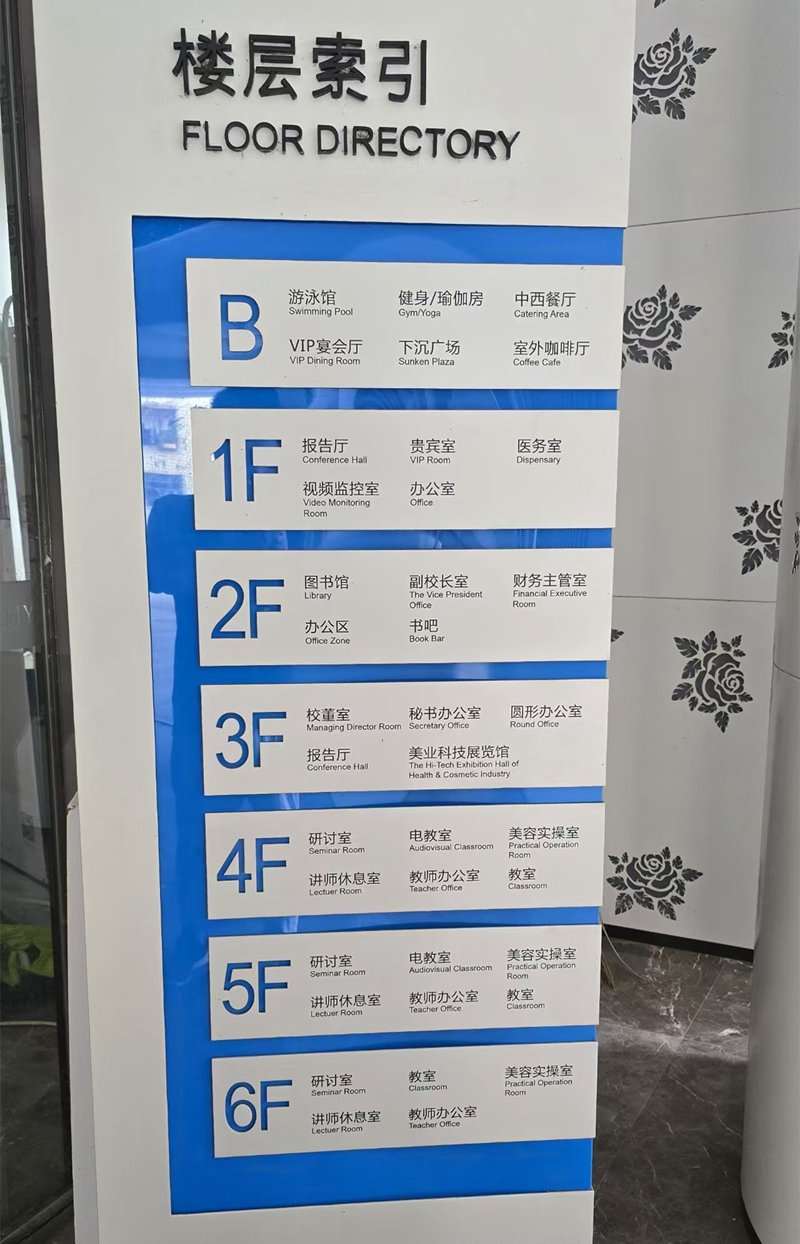 楼层索引
FLOOR DIRECTORY
B
游泳馆 健身/瑜伽房 中西餐厅
Swimming Pool Gym/Yoga Catering Area
VIP宴会厅 下沉广场 室外咖啡厅
VIP Dining Room Sunken Plaza Coffee Cafe
1F
报告厅 贵宾室 医务室
Conference Hall VIP Room Dispensary
视频监控室 办公室
Video Monitoring Office
Room
2F
图书馆 副校长室 财务主管室
Library The Vice President Financial Executive
Office Room
办公区 书吧
Office Zone Book Bar
3F
校董室 秘书办公室 圆形办公室
Managing Director Room Secretary Office Round Office
报告厅 美业科技展览馆
Conference Hall The Hi-Tech Exhibition Hall of
Health & Cosmetic Industry
4F
研讨室 电教室 美容实操室
Seminar Room Audiovisual Classroom Practical Operation
Room
讲师休息室 教师办公室 教室
Lectuer Room Teacher Office Classroom
5F
研讨室 电教室 美容实操室
Seminar Room Audiovisual Classroom Practical Operation
Room
讲师休息室 教师办公室 教室
Lectuer Room Teacher Office Classroom
6F
研讨室 教室 美容实操室
Seminar Room Classroom Practical Operation
Room
讲师休息室 教师办公室
Lectuer Room Teacher Office